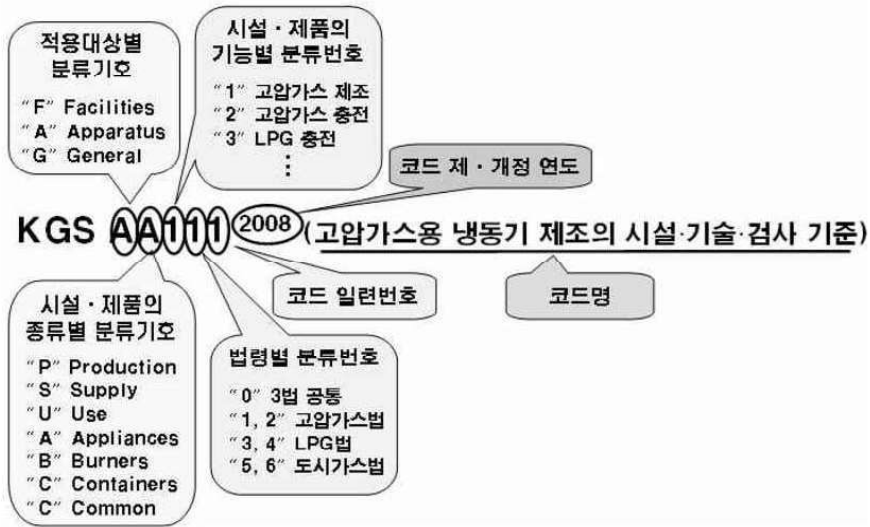 적용대상별
분류기호
"F" Facilities
"A" Apparatus
"G" General
시설·제품의
기능별 분류번호
"1" 고압가스 제조
"2" 고압가스 충전
"3" LPG 충전
⋮
코드 제·개정 연도
KGS AA111 2008 (고압가스용 냉동기 제조의 시설·기술·검사 기준)
코드 일련번호
코드명
시설·제품의
종류별 분류기호
"P" Production
"S" Supply
"U" Use
"A" Appliances
"B" Burners
"C" Containers
"C" Common
법령별 분류번호
"0" 3법 공통
"1, 2" 고압가스법
"3, 4" LPG법
"5, 6" 도시가스법